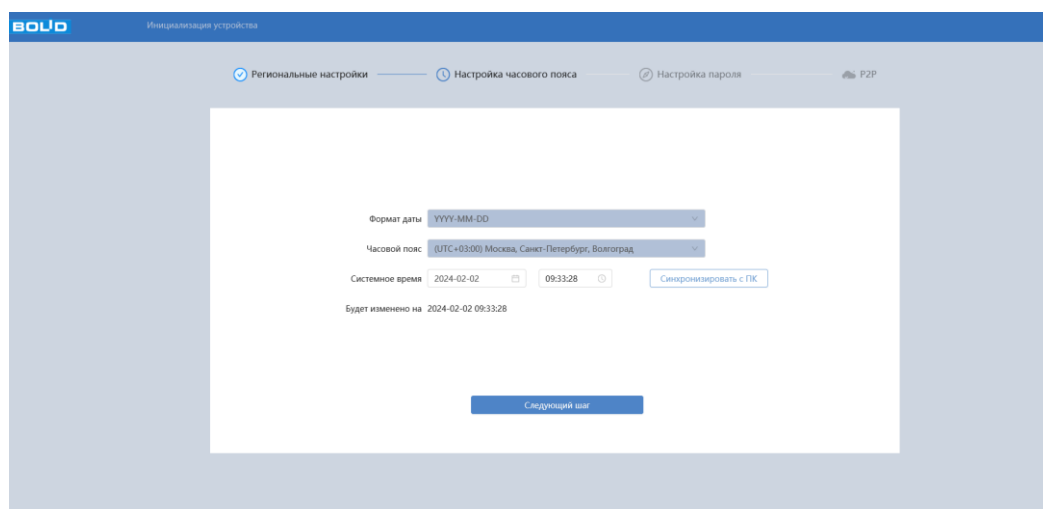 BOLID Инициализация устройства
Региональные настройки Настройка часового пояса Настройка пароля P2P
Формат даты YYYY-MM-DD
Часовой пояс (UTC+03:00) Москва, Санкт-Петербург, Волгоград
Системное время 2024-02-02 09:33:28 Синхронизировать с ПК
Будет изменено на 2024-02-02 09:33:28
Следующий шаг